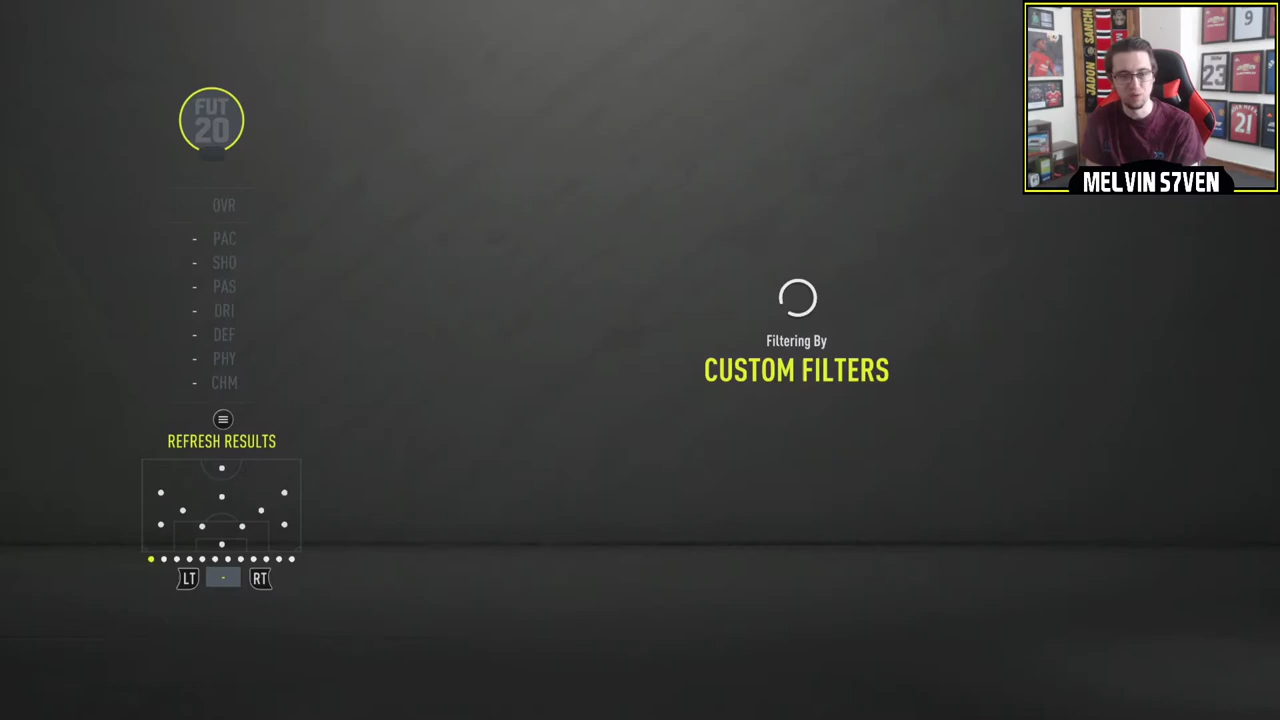 FUT
20
OVR
- PAC
- SHO
- PAS
- DRI
- DEF
- PHY
- CHM
REFRESH RESULTS
LT - RT
Filtering By
CUSTOM FILTERS
JADON SANCHO
9
23
21
MELVIN S7VEN